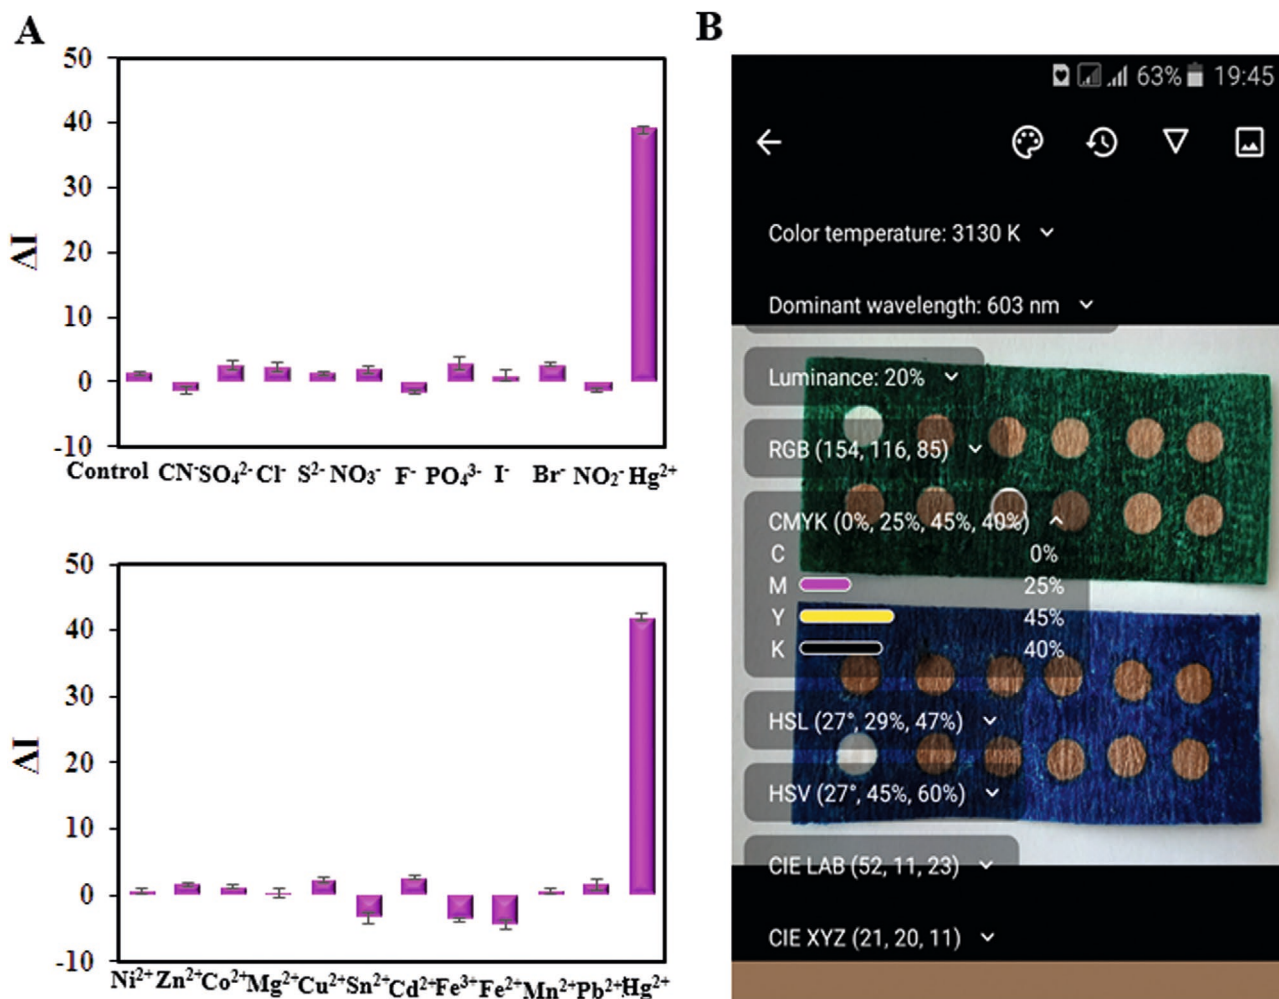 A
50
40
30
20
10
0
-10
ΔI
Control CN⁻ SO₄²⁻ Cl⁻ S²⁻ NO₃⁻ F⁻ PO₄³⁻ I⁻ Br⁻ NO₂⁻ Hg²⁺
50
40
30
20
10
0
-10
ΔI
Ni²⁺ Zn²⁺ Co²⁺ Mg²⁺ Cu²⁺ Sn²⁺ Cd²⁺ Fe³⁺ Fe²⁺ Mn²⁺ Pb²⁺ Hg²⁺
B
63% 19:45
Color temperature: 3130 K
Dominant wavelength: 603 nm
Luminance: 20%
RGB (154, 116, 85)
CMYK (0%, 25%, 45%, 40%)
C 0%
M 25%
Y 45%
K 40%
HSL (27°, 29%, 47%)
HSV (27°, 45%, 60%)
CIE LAB (52, 11, 23)
CIE XYZ (21, 20, 11)